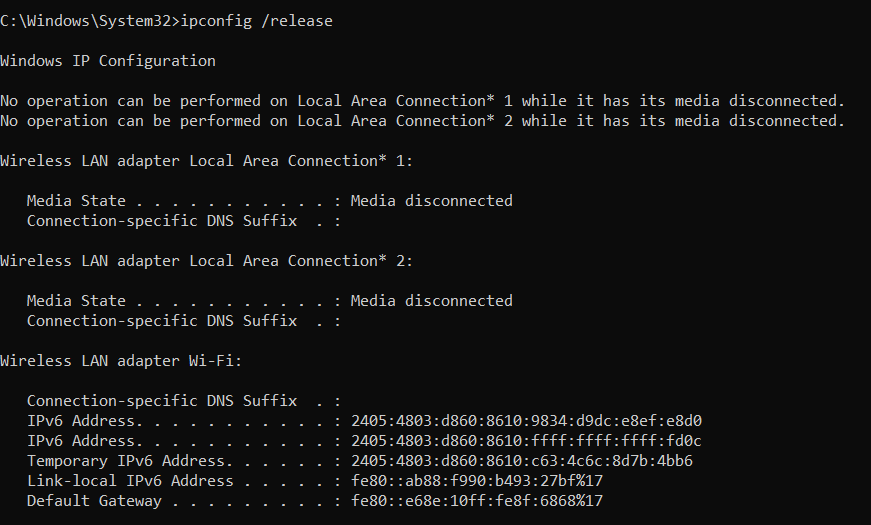 C:\Windows\System32>ipconfig /release
Windows IP Configuration
No operation can be performed on Local Area Connection* 1 while it has its media disconnected.
No operation can be performed on Local Area Connection* 2 while it has its media disconnected.
Wireless LAN adapter Local Area Connection* 1:
   Media State . . . . . . . . . . . : Media disconnected
   Connection-specific DNS Suffix  . :
Wireless LAN adapter Local Area Connection* 2:
   Media State . . . . . . . . . . . : Media disconnected
   Connection-specific DNS Suffix  . :
Wireless LAN adapter Wi-Fi:
   Connection-specific DNS Suffix  . :
   IPv6 Address. . . . . . . . . . . : 2405:4803:d860:8610:9834:d9dc:e8ef:e8d0
   IPv6 Address. . . . . . . . . . . : 2405:4803:d860:8610:ffff:ffff:ffff:fd0c
   Temporary IPv6 Address. . . . . . : 2405:4803:d860:8610:c63:4c6c:8d7b:4bb6
   Link-local IPv6 Address . . . . . : fe80::ab88:f990:b493:27bf%17
   Default Gateway . . . . . . . . . : fe80::e68e:10ff:fe8f:6868%17